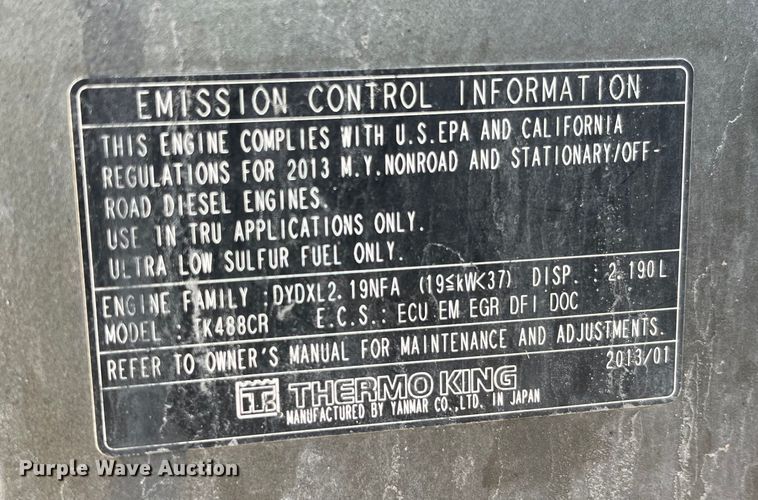 EMISSION CONTROL INFORMATION
THIS ENGINE COMPLIES WITH U.S.EPA AND CALIFORNIA
REGULATIONS FOR 2013 M.Y.NONROAD AND STATIONARY/OFF-
ROAD DIESEL ENGINES.
USE IN TRU APPLICATIONS ONLY.
ULTRA LOW SULFUR FUEL ONLY.
ENGINE FAMILY :DYDXL2.19NFA (19≤kW<37) DISP.:2.190L
MODEL :TK488CR E.C.S.: ECU EM EGR DFI DOC
REFER TO OWNER'S MANUAL FOR MAINTENANCE AND ADJUSTMENTS.
2013/01
TK THERMO KING
MANUFACTURED BY YANMAR CO.,LTD. IN JAPAN
Purple Wave Auction